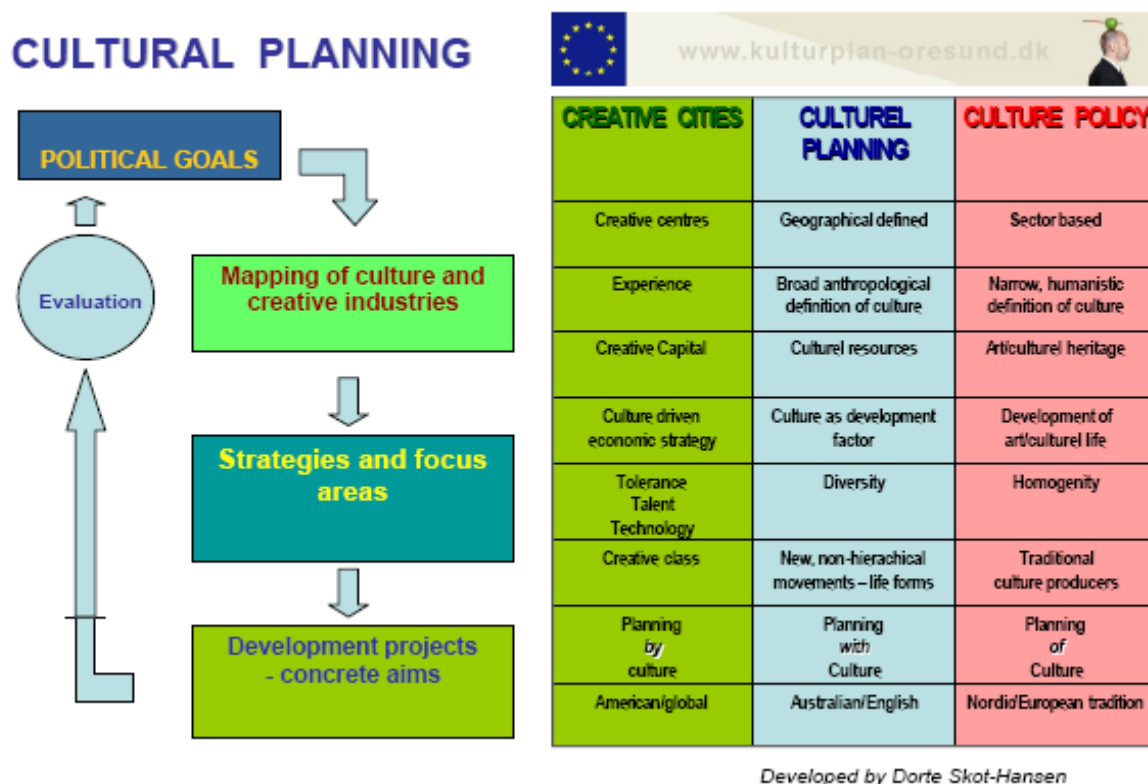 CULTURAL PLANNING
POLITICAL GOALS
Evaluation
Mapping of culture and
creative industries
Strategies and focus
areas
Development projects
- concrete aims
www.kulturplan-oresund.dk
CREATIVE CITIES
CULTUREL
PLANNING
CULTURE POLICY
Creative centres
Geographical defined
Sector based
Experience
Broad anthropological
definition of culture
Narrow, humanistic
definition of culture
Creative Capital
Culturel resources
Art/culturel heritage
Culture driven
economic strategy
Culture as development
factor
Development of
art/culturel life
Tolerance
Talent
Technology
Diversity
Homogenity
Creative class
New, non-hierachical
movements – life forms
Traditional
culture producers
Planning
by
culture
Planning
with
Culture
Planning
of
Culture
American/global
Australian/English
Nordic/European tradition
Developed by Dorte Skot-Hansen